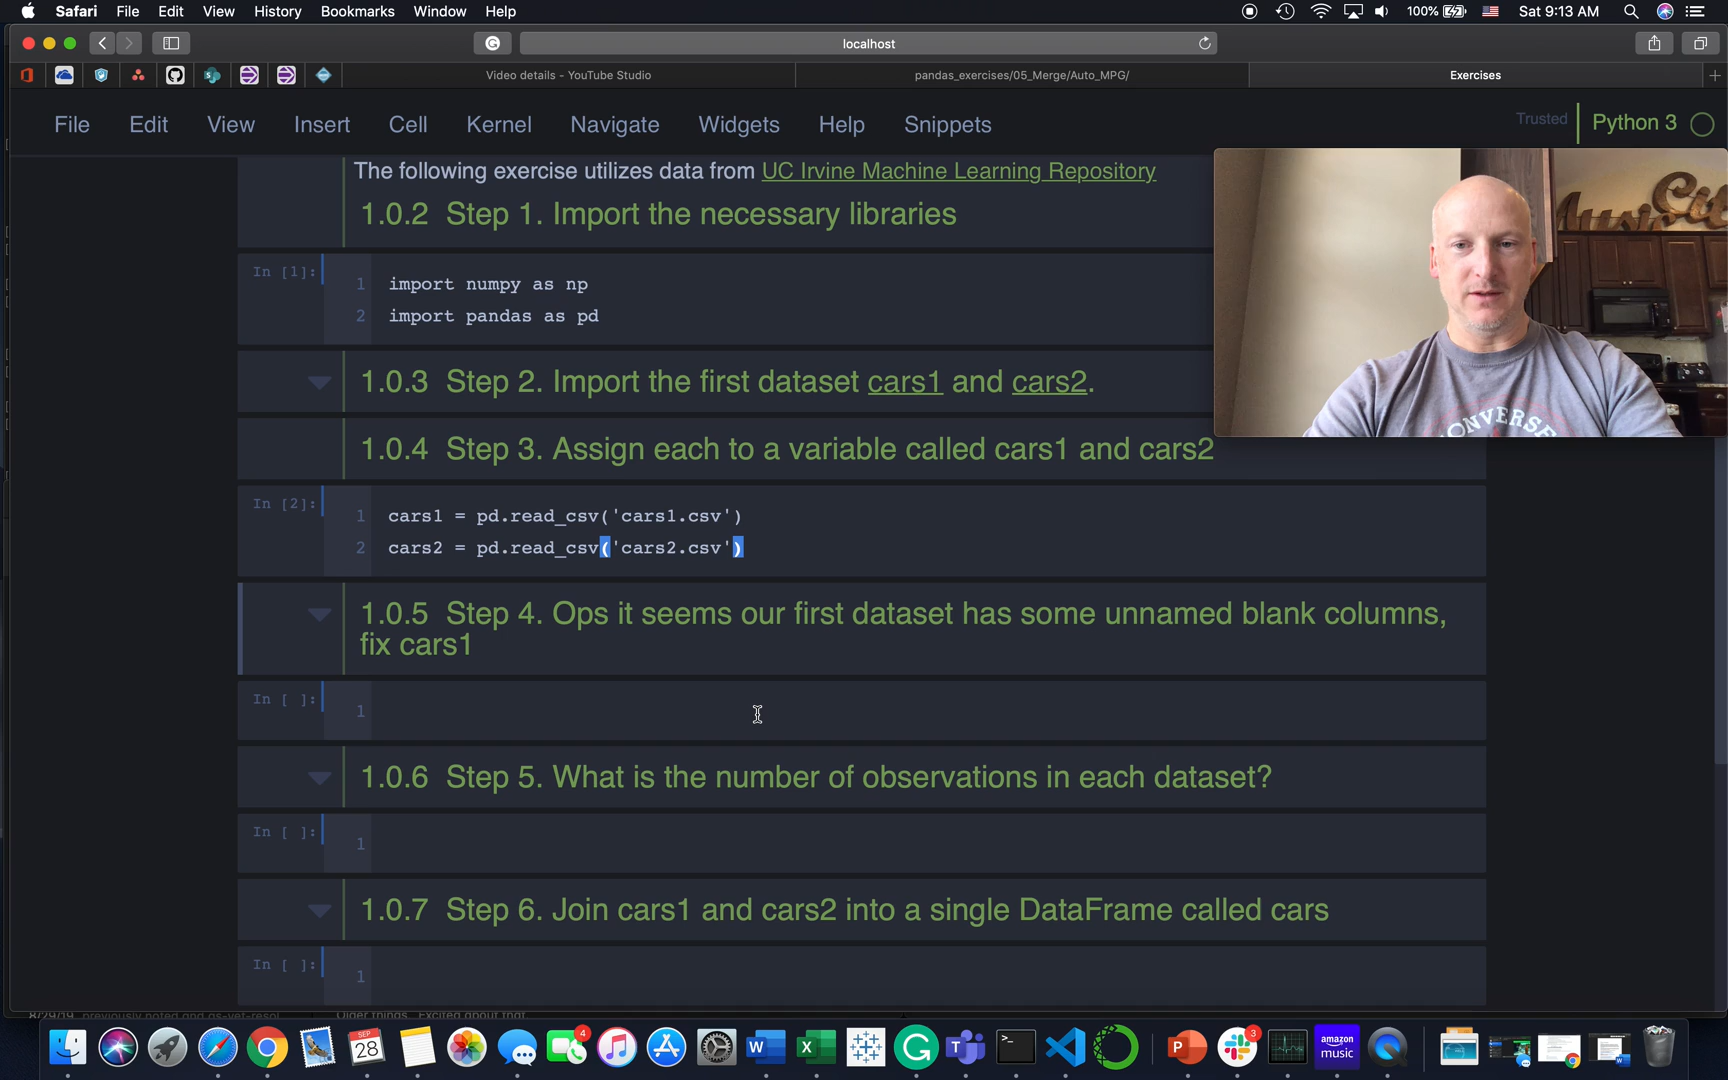 Safari File Edit View History Bookmarks Window Help 100% Sat 9:13 AM
localhost
Video details - YouTube Studio pandas_exercises/05_Merge/Auto_MPG/ Exercises
File Edit View Insert Cell Kernel Navigate Widgets Help Snippets Trusted Python 3
The following exercise utilizes data from UC Irvine Machine Learning Repository
1.0.2 Step 1. Import the necessary libraries
In [1]:
1 import numpy as np
2 import pandas as pd
1.0.3 Step 2. Import the first dataset cars1 and cars2.
1.0.4 Step 3. Assign each to a variable called cars1 and cars2
In [2]:
1 cars1 = pd.read_csv('cars1.csv')
2 cars2 = pd.read_csv('cars2.csv')
1.0.5 Step 4. Ops it seems our first dataset has some unnamed blank columns,
fix cars1
In [ ]:
1
1.0.6 Step 5. What is the number of observations in each dataset?
In [ ]:
1
1.0.7 Step 6. Join cars1 and cars2 into a single DataFrame called cars
In [ ]:
1
CONVERSE
SEP
28
4
3
amazon
music